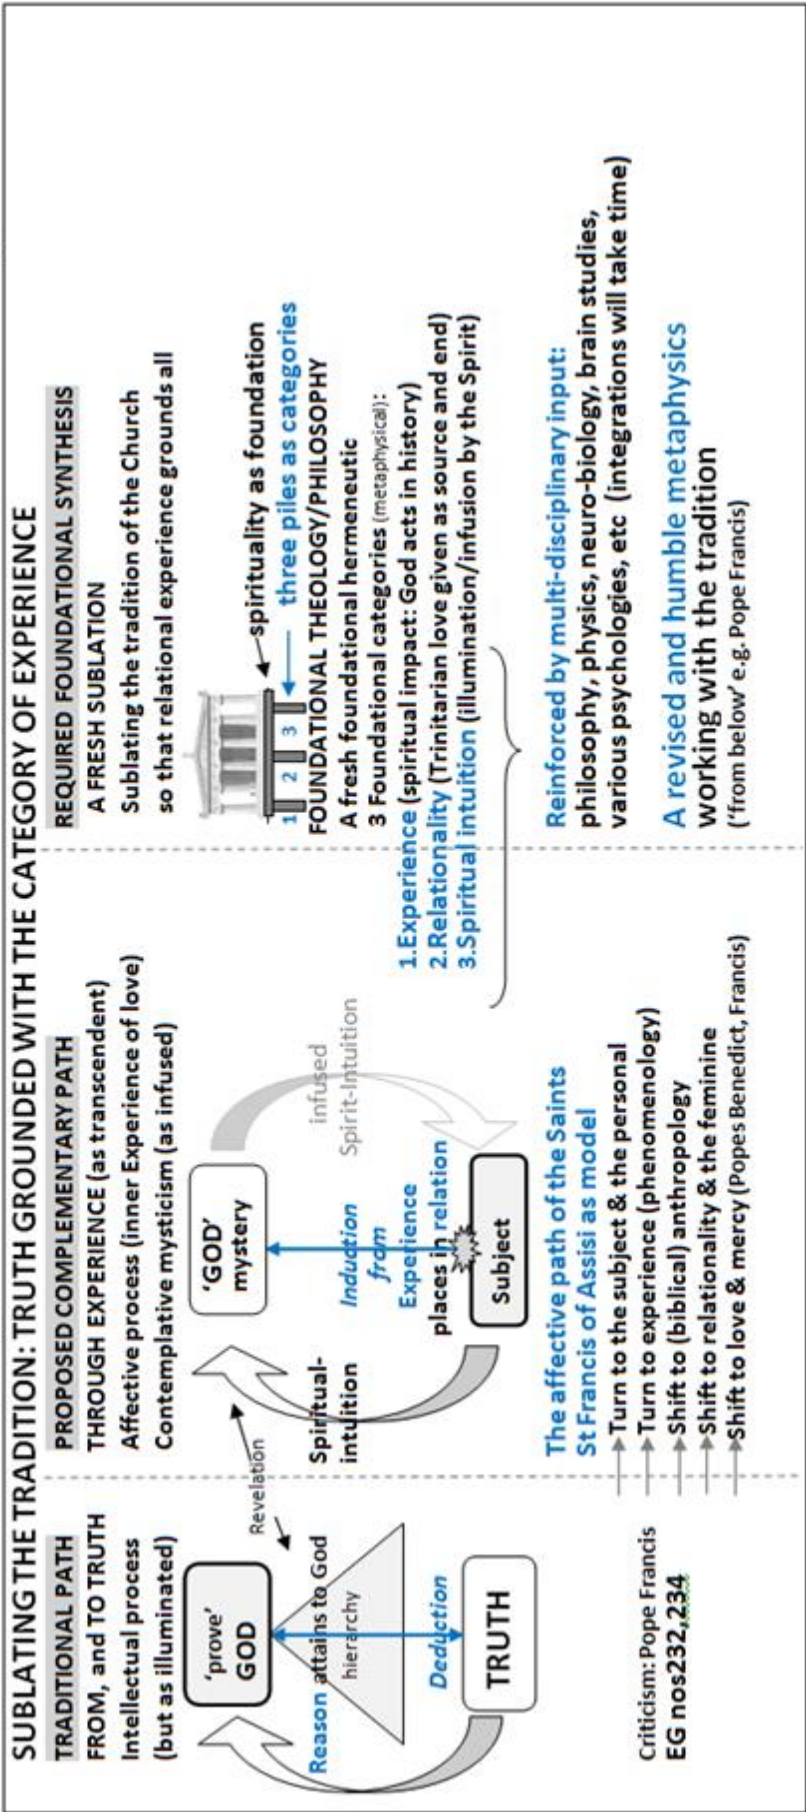 SUBLATING THE TRADITION: TRUTH GROUNDED WITH THE CATEGORY OF EXPERIENCE
TRADITIONAL PATH
FROM, and TO TRUTH
Intellectual process
(but as illuminated)
'prove'
GOD
Revelation
Reason attains to God
hierarchy
Deduction
TRUTH
Criticism: Pope Francis
EG nos232,234
PROPOSED COMPLEMENTARY PATH
THROUGH EXPERIENCE (as transcendent)
Affective process (inner Experience of love)
Contemplative mysticism (as infused)
'GOD'
mystery
Spiritual-
intuition
Induction
from
Experience
places in relation
infused
Spirit-Intuition
Subject
The affective path of the Saints
St Francis of Assisi as model
Turn to the subject & the personal
Turn to experience (phenomenology)
Shift to (biblical) anthropology
Shift to relationality & the feminine
Shift to love & mercy (Popes Benedict, Francis)
REQUIRED FOUNDATIONAL SYNTHESIS
A FRESH SUBLATION
Sublating the tradition of the Church
so that relational experience grounds all
spirituality as foundation
1 2 3 three piles as categories
FOUNDATIONAL THEOLOGY/PHILOSOPHY
A fresh foundational hermeneutic
3 Foundational categories (metaphysical):
1.Experience (spiritual impact: God acts in history)
2.Relationality (Trinitarian love given as source and end)
3.Spiritual intuition (illumination/infusion by the Spirit)
Reinforced by multi-disciplinary input:
philosophy, physics, neuro-biology, brain studies,
various psychologies, etc (integrations will take time)
A revised and humble metaphysics
working with the tradition
('from below' e.g. Pope Francis)